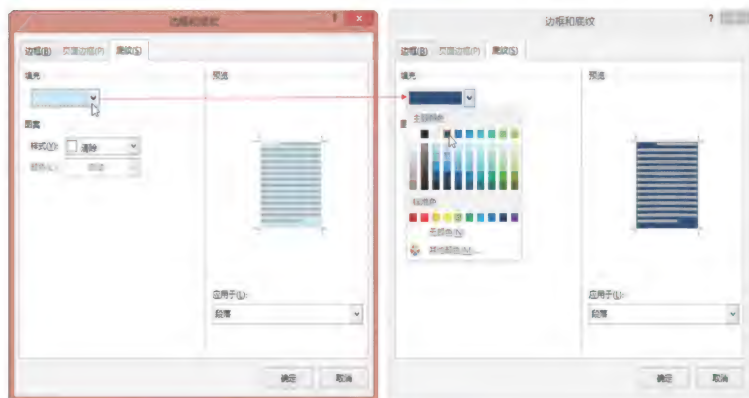 边框和底纹
?
×
边框(B) 页面边框(P) 底纹(S)
填充
预览
图案
样式(Y): 清除
颜色(C): 自动
应用于(L):
段落
确定 取消
边框和底纹
?
边框(B) 页面边框(P) 底纹(S)
填充
预览
主题颜色
标准色
无颜色(N)
其他颜色(M)...
应用于(L):
段落
确定 取消